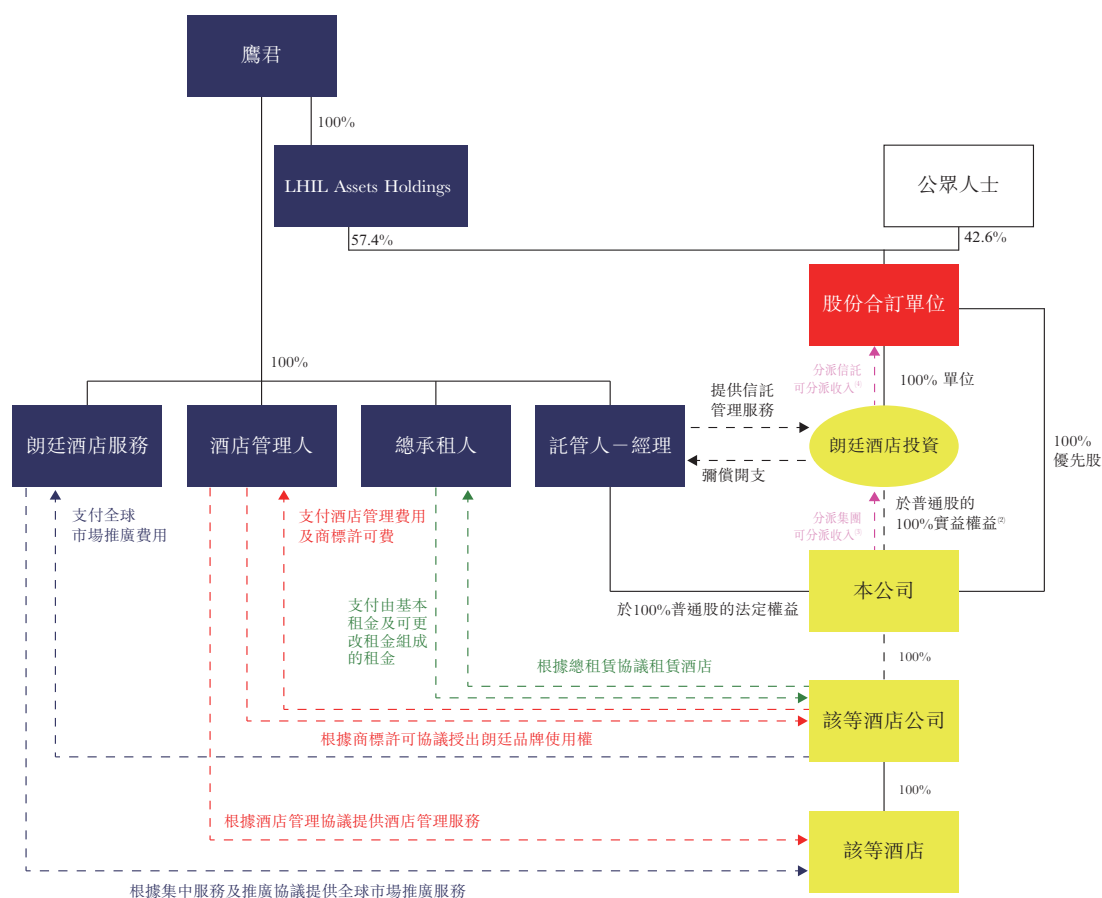 鷹君
100%
LHIL Assets Holdings
公眾人士
57.4%
42.6%
股份合訂單位
100%
分派信託
可分派收入⁽⁴⁾
100% 單位
提供信託
管理服務
朗廷酒店服務
酒店管理人
總承租人
託管人－經理
朗廷酒店投資
100%
優先股
彌償開支
支付全球
市場推廣費用
支付酒店管理費用
及商標許可費
分派集團
可分派收入⁽³⁾
於普通股的
100%實益權益⁽²⁾
本公司
支付由基本
租金及可更
改租金組成
的租金
於100%普通股的法定權益
100%
根據總租賃協議租賃酒店
該等酒店公司
根據商標許可協議授出朗廷品牌使用權
100%
根據酒店管理協議提供酒店管理服務
該等酒店
根據集中服務及推廣協議提供全球市場推廣服務